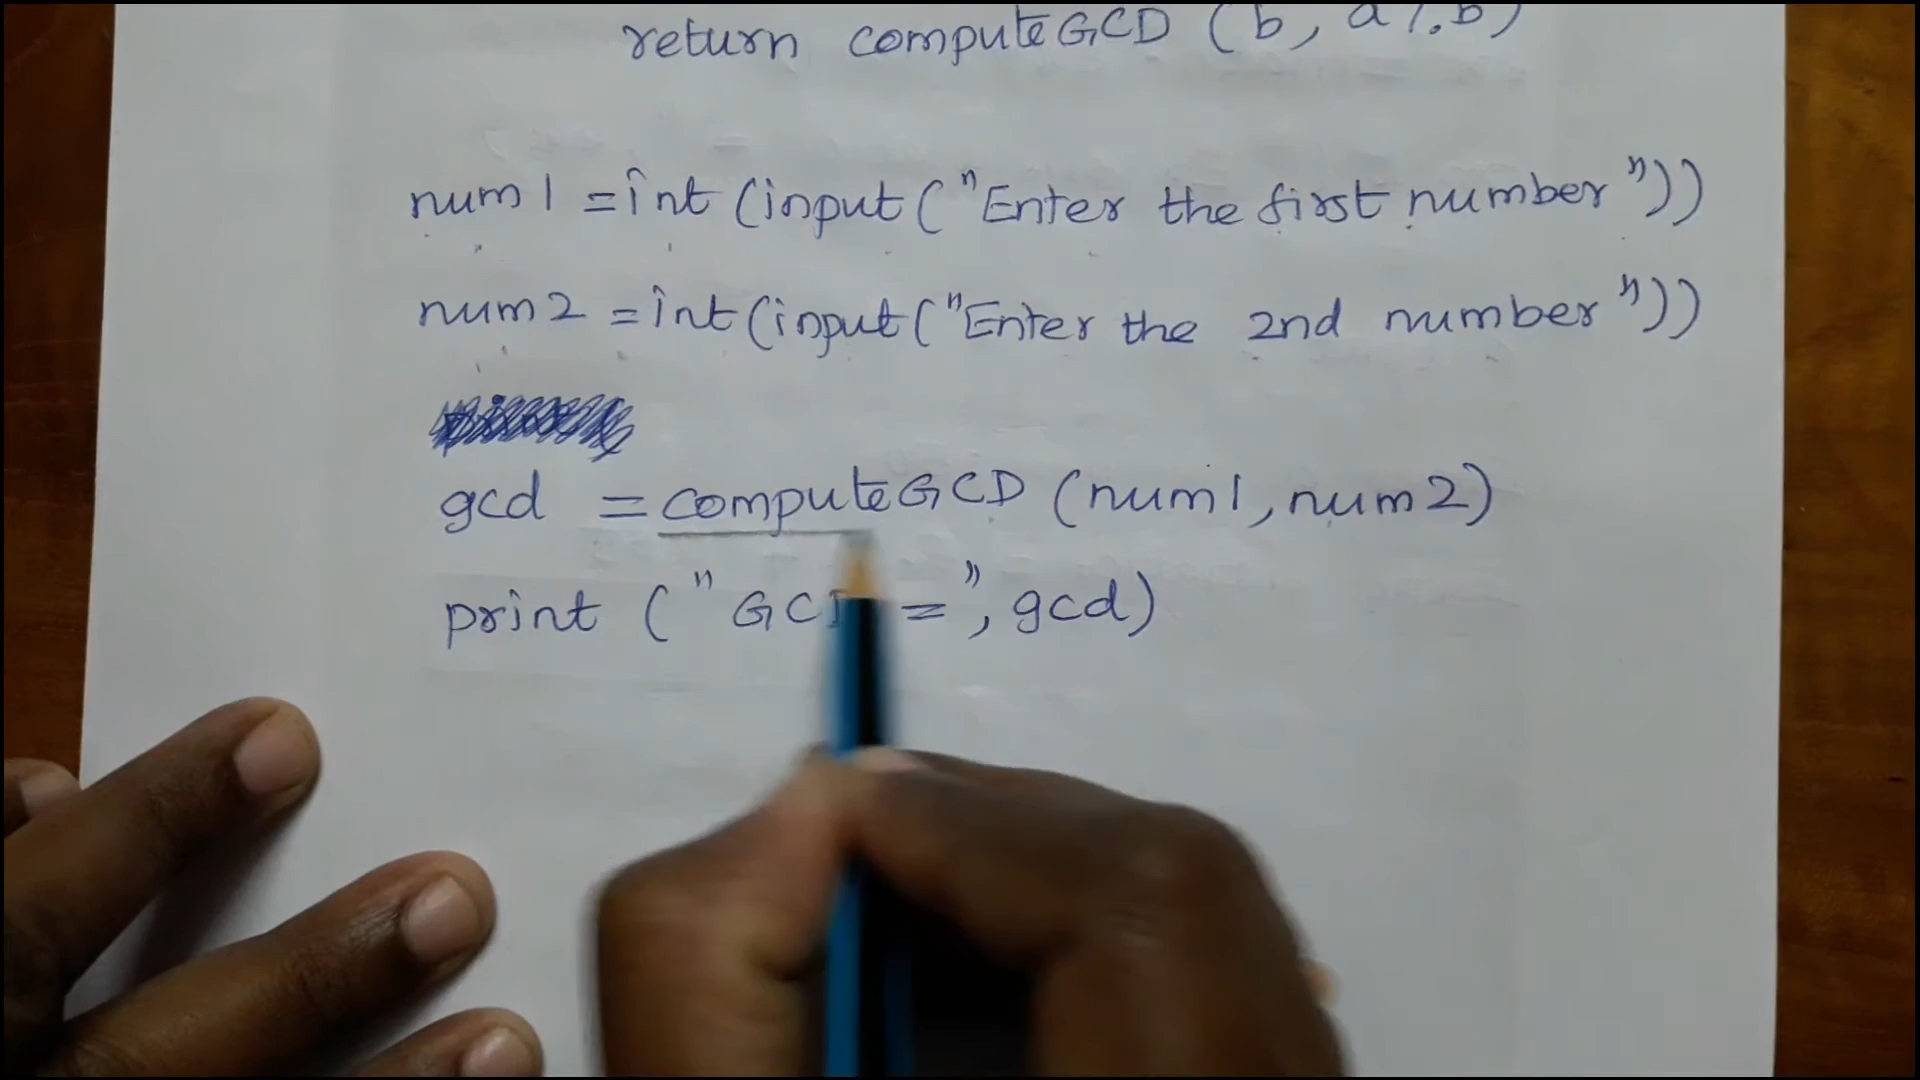 return computeGCD (b, a%b)
num1 =int (input ("Enter the first number"))
num2 =int(input("Enter the 2nd number"))
gcd =computeGCD (num1,num2)
print ("GCD =", gcd)